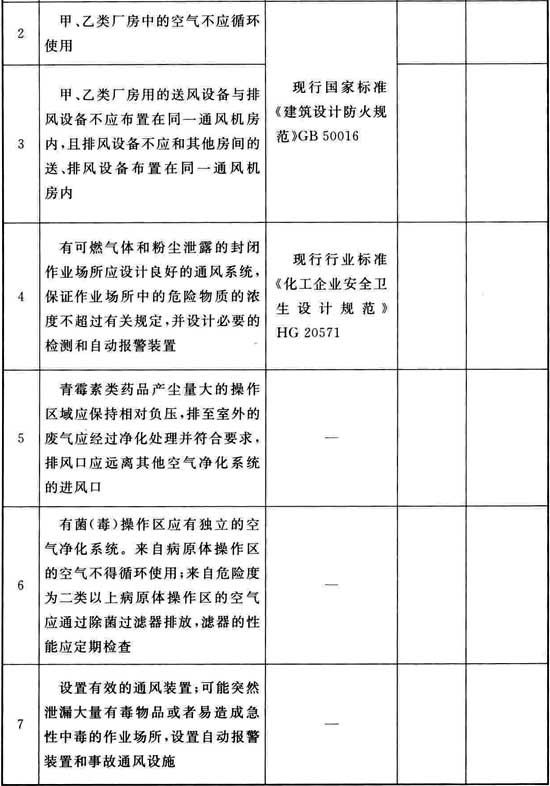 2
甲、乙类厂房中的空气不应循环
使用
3
甲、乙类厂房用的送风设备与排
风设备不应布置在同一通风机房
内,且排风设备不应和其他房间的
送、排风设备布置在同一通风机
房内
现行国家标准
《建筑设计防火规
范》GB 50016
4
有可燃气体和粉尘泄露的封闭
作业场所应设计良好的通风系统,
保证作业场所中的危险物质的浓
度不超过有关规定,并设计必要的
检测和自动报警装置
现行行业标准
《化工企业安全卫
生设计规范》
HG 20571
5
青霉素类药品产尘量大的操作
区域应保持相对负压,排至室外的
废气应经过净化处理并符合要求,
排风口应远离其他空气净化系统
的进风口
—
6
有菌(毒)操作区应有独立的空
气净化系统。来自病原体操作区
的空气不得循环使用;来自危险度
为二类以上病原体操作区的空气
应通过除菌过滤器排放,滤器的性
能应定期检查
—
7
设置有效的通风装置;可能突然
泄漏大量有毒物品或者易造成急
性中毒的作业场所,设置自动报警
装置和事故通风设施
—